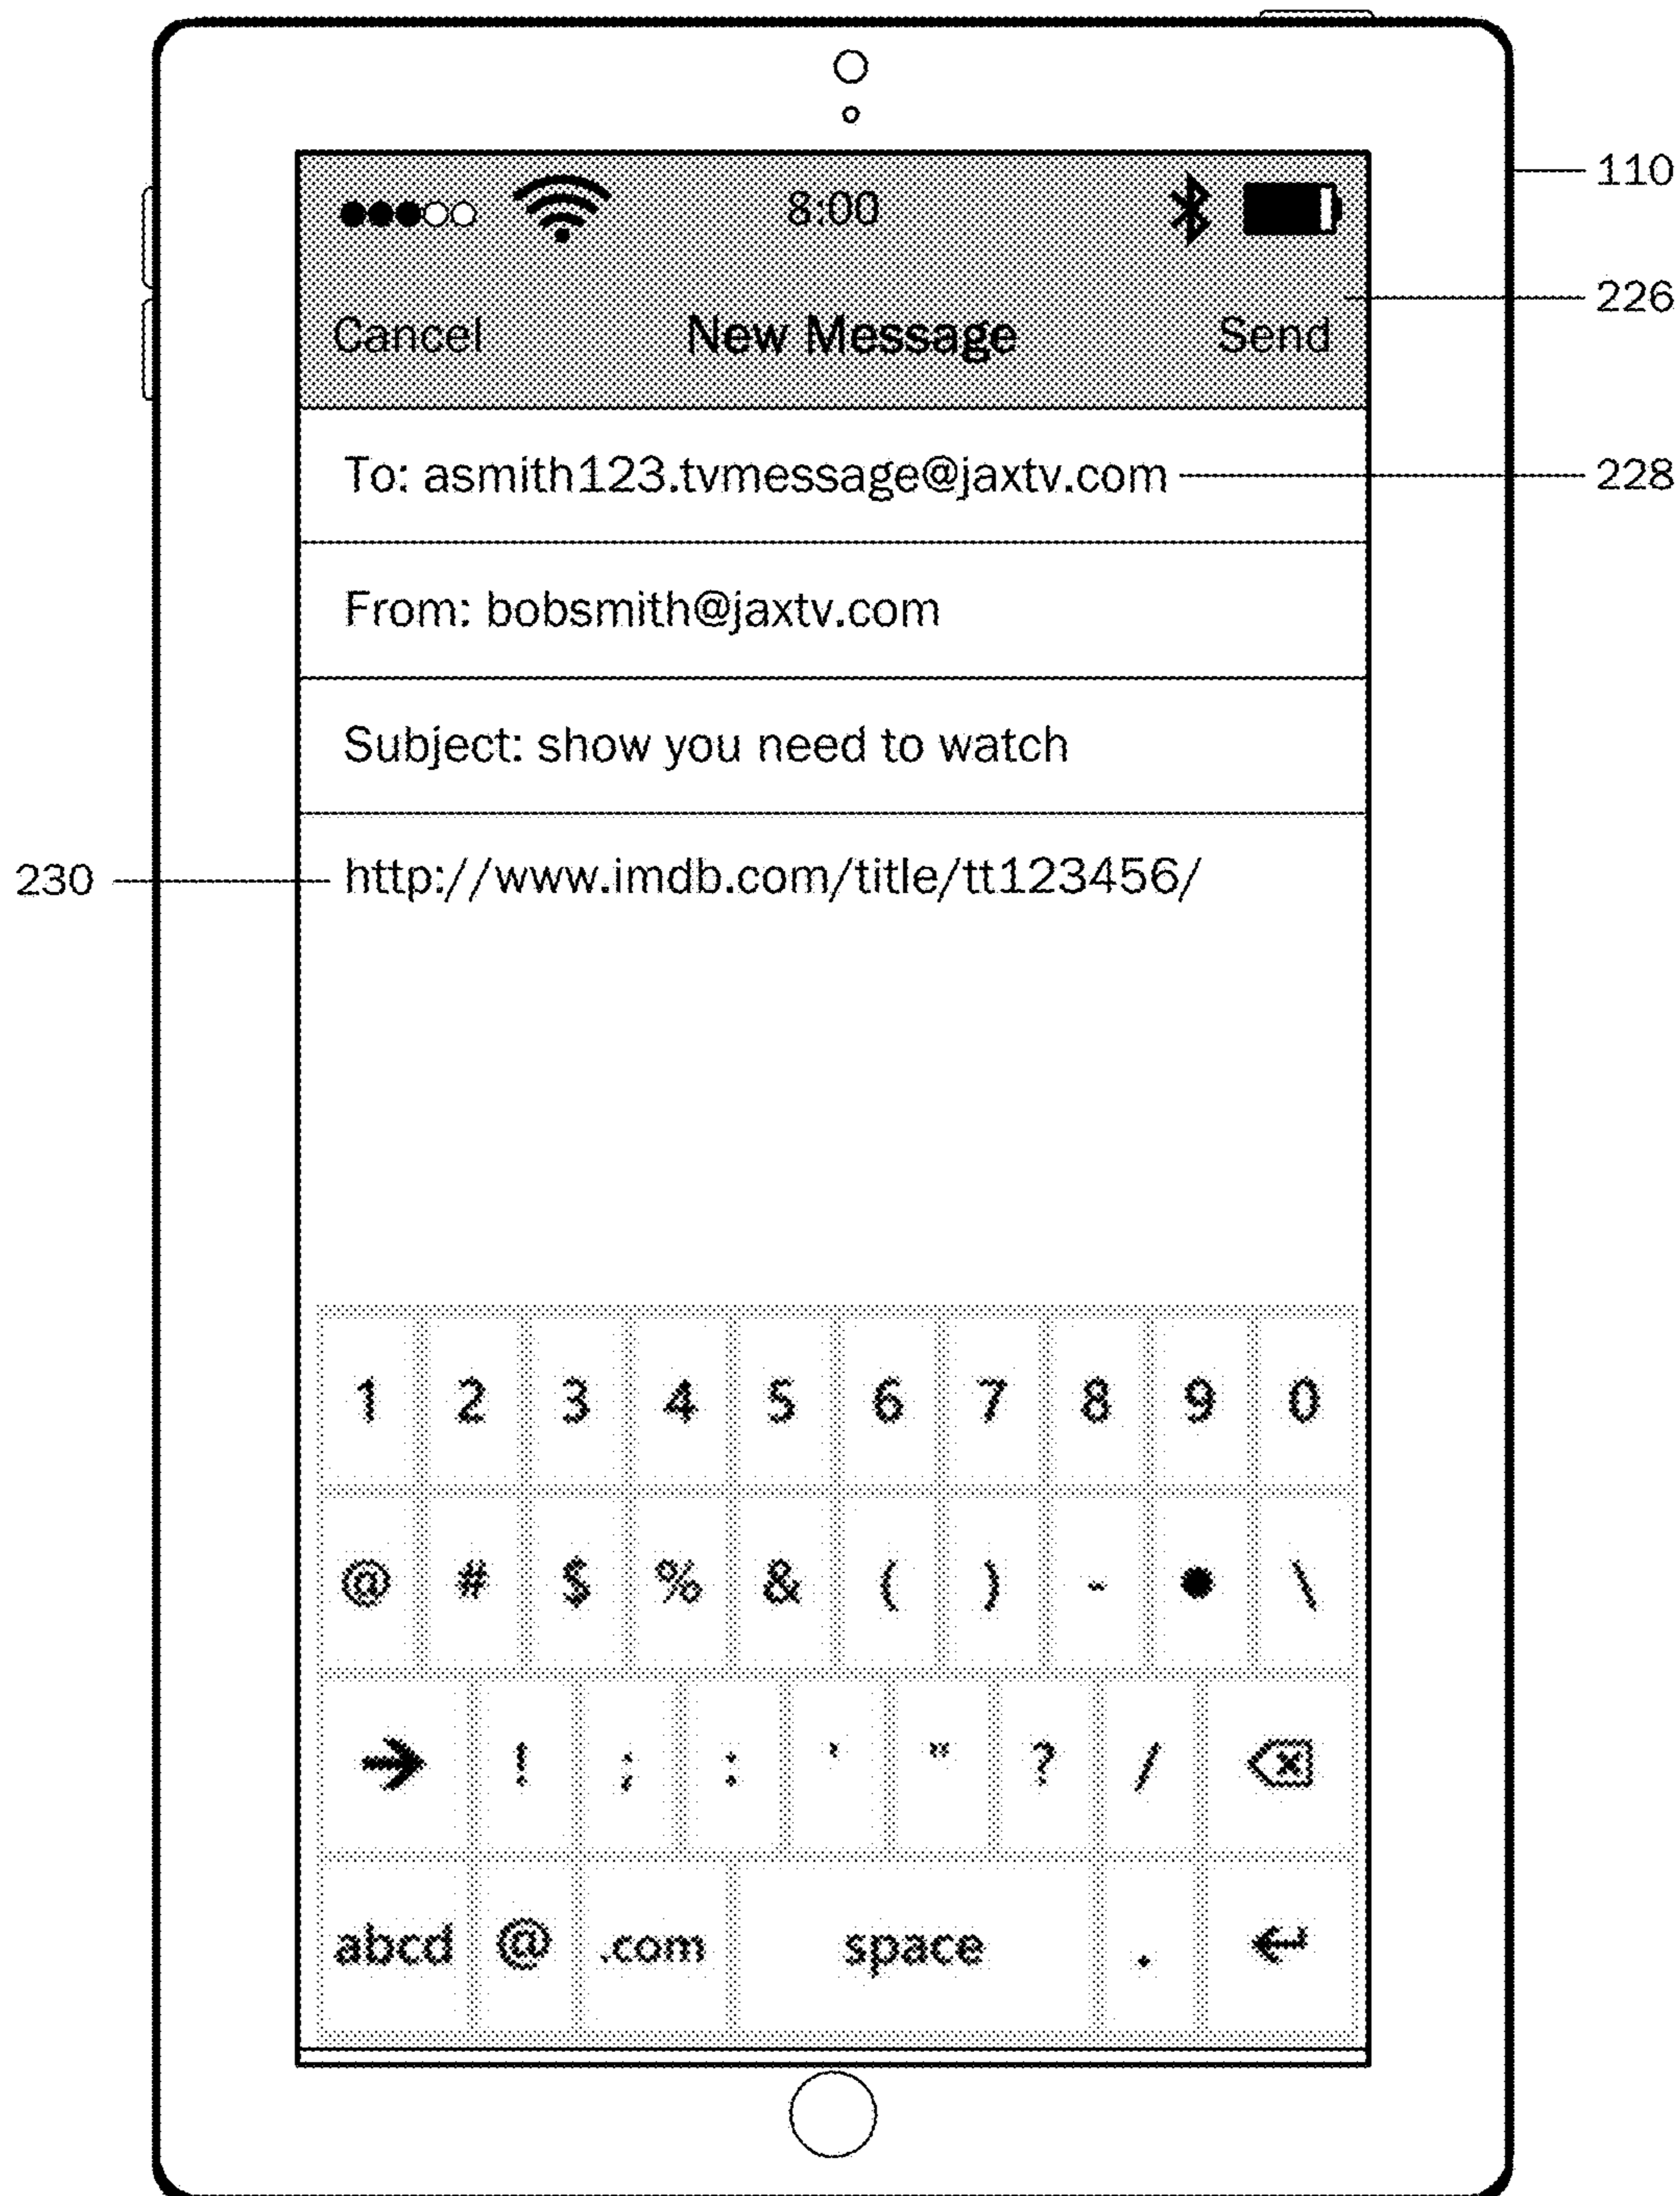 8:00
110
226
Cancel New Message Send
To: asmith123.tvmessage@jaxtv.com
228
From: bobsmith@jaxtv.com
Subject: show you need to watch
230
http://www.imdb.com/title/tt123456/
1 2 3 4 5 6 7 8 9 0
@ # $ % & ( ) - ● \
! ; : ' " ? /
abcd @ .com space .